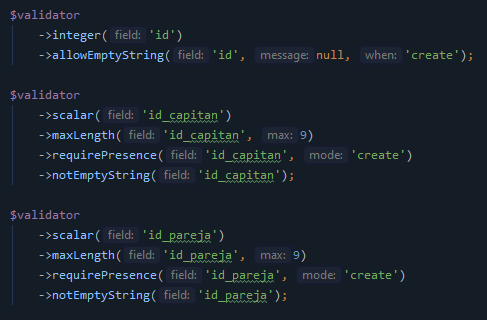 $validator
->integer( field: 'id')
->allowEmptyString( field: 'id', message: null, when: 'create');
$validator
->scalar( field: 'id_capitan')
->maxLength( field: 'id_capitan', max: 9)
->requirePresence( field: 'id_capitan', mode: 'create')
->notEmptyString( field: 'id_capitan');
$validator
->scalar( field: 'id_pareja')
->maxLength( field: 'id_pareja', max: 9)
->requirePresence( field: 'id_pareja', mode: 'create')
->notEmptyString( field: 'id_pareja');